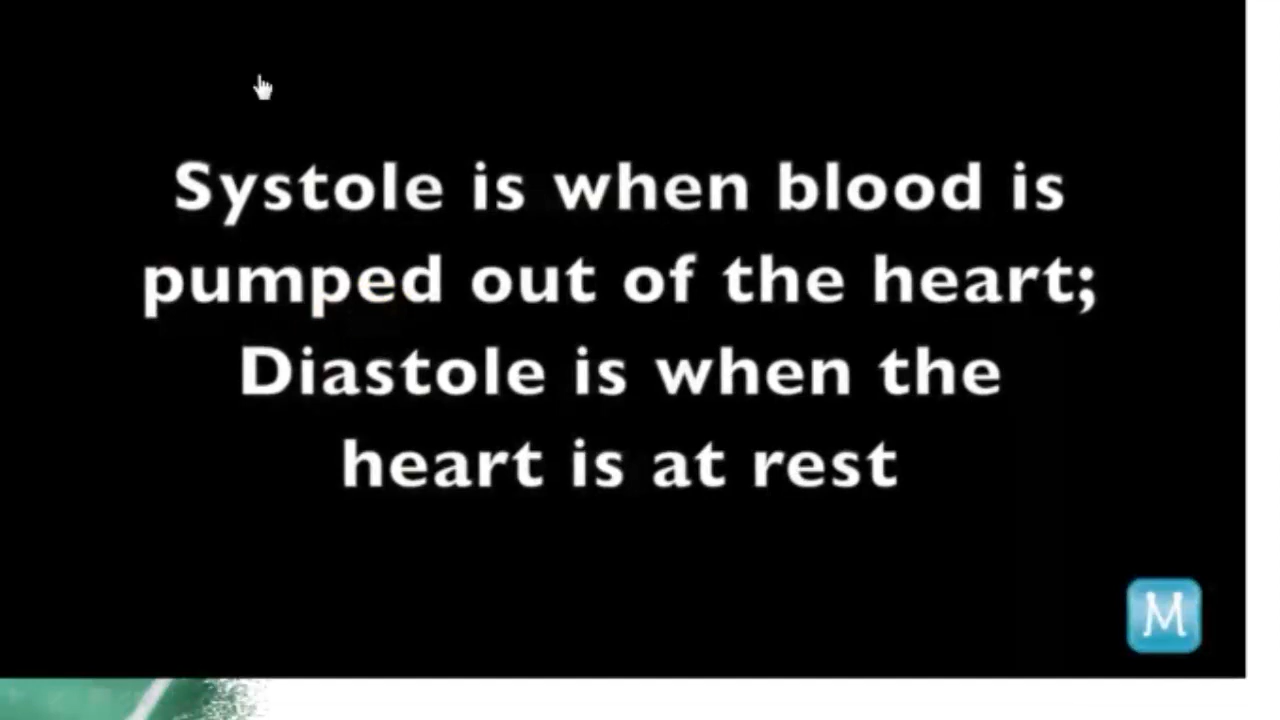 Systole is when blood is
pumped out of the heart;
Diastole is when the
heart is at rest
M